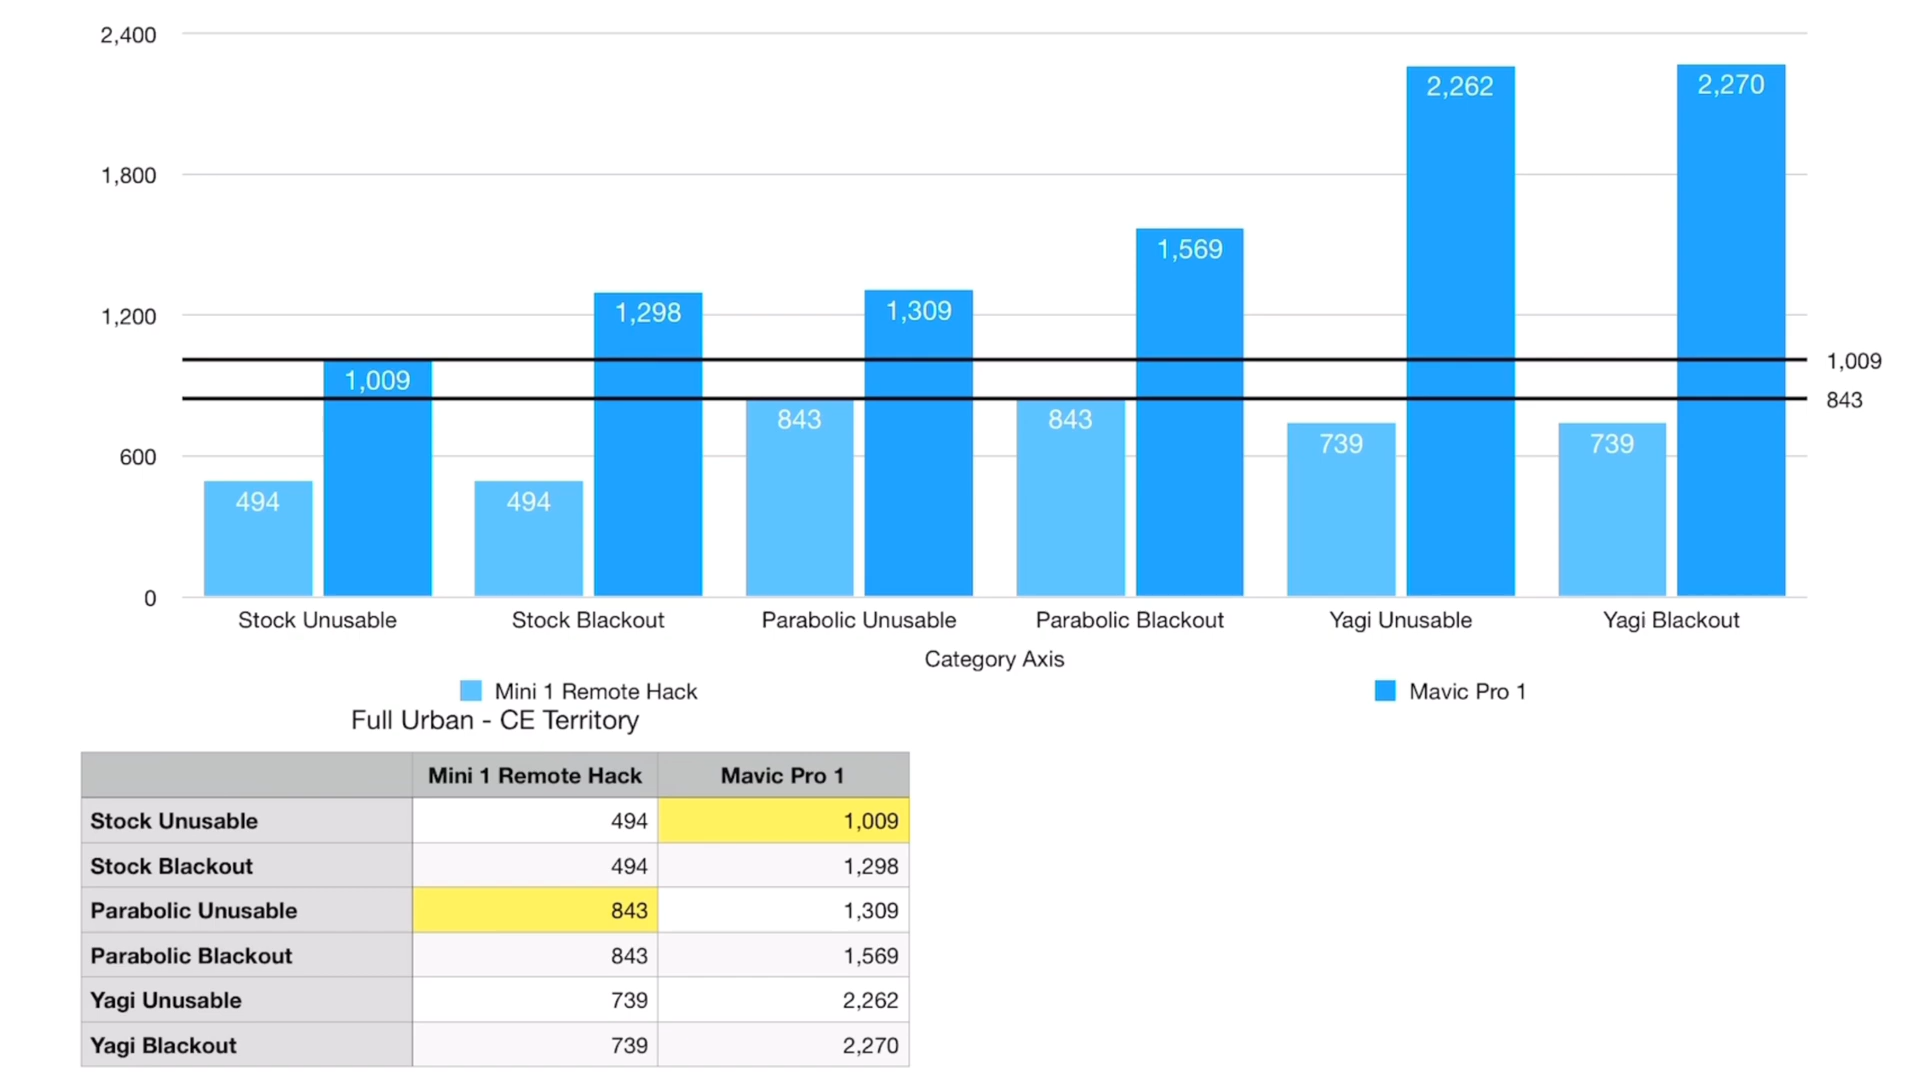 2,400
2,262
2,270
1,800
1,569
1,298
1,309
1,200
1,009
1,009
843
843
843
739
739
600
494
494
0
Stock Unusable
Stock Blackout
Parabolic Unusable
Parabolic Blackout
Yagi Unusable
Yagi Blackout
Category Axis
Mini 1 Remote Hack
Mavic Pro 1
Full Urban - CE Territory
Mini 1 Remote Hack Mavic Pro 1
Stock Unusable 494 1,009
Stock Blackout 494 1,298
Parabolic Unusable 843 1,309
Parabolic Blackout 843 1,569
Yagi Unusable 739 2,262
Yagi Blackout 739 2,270